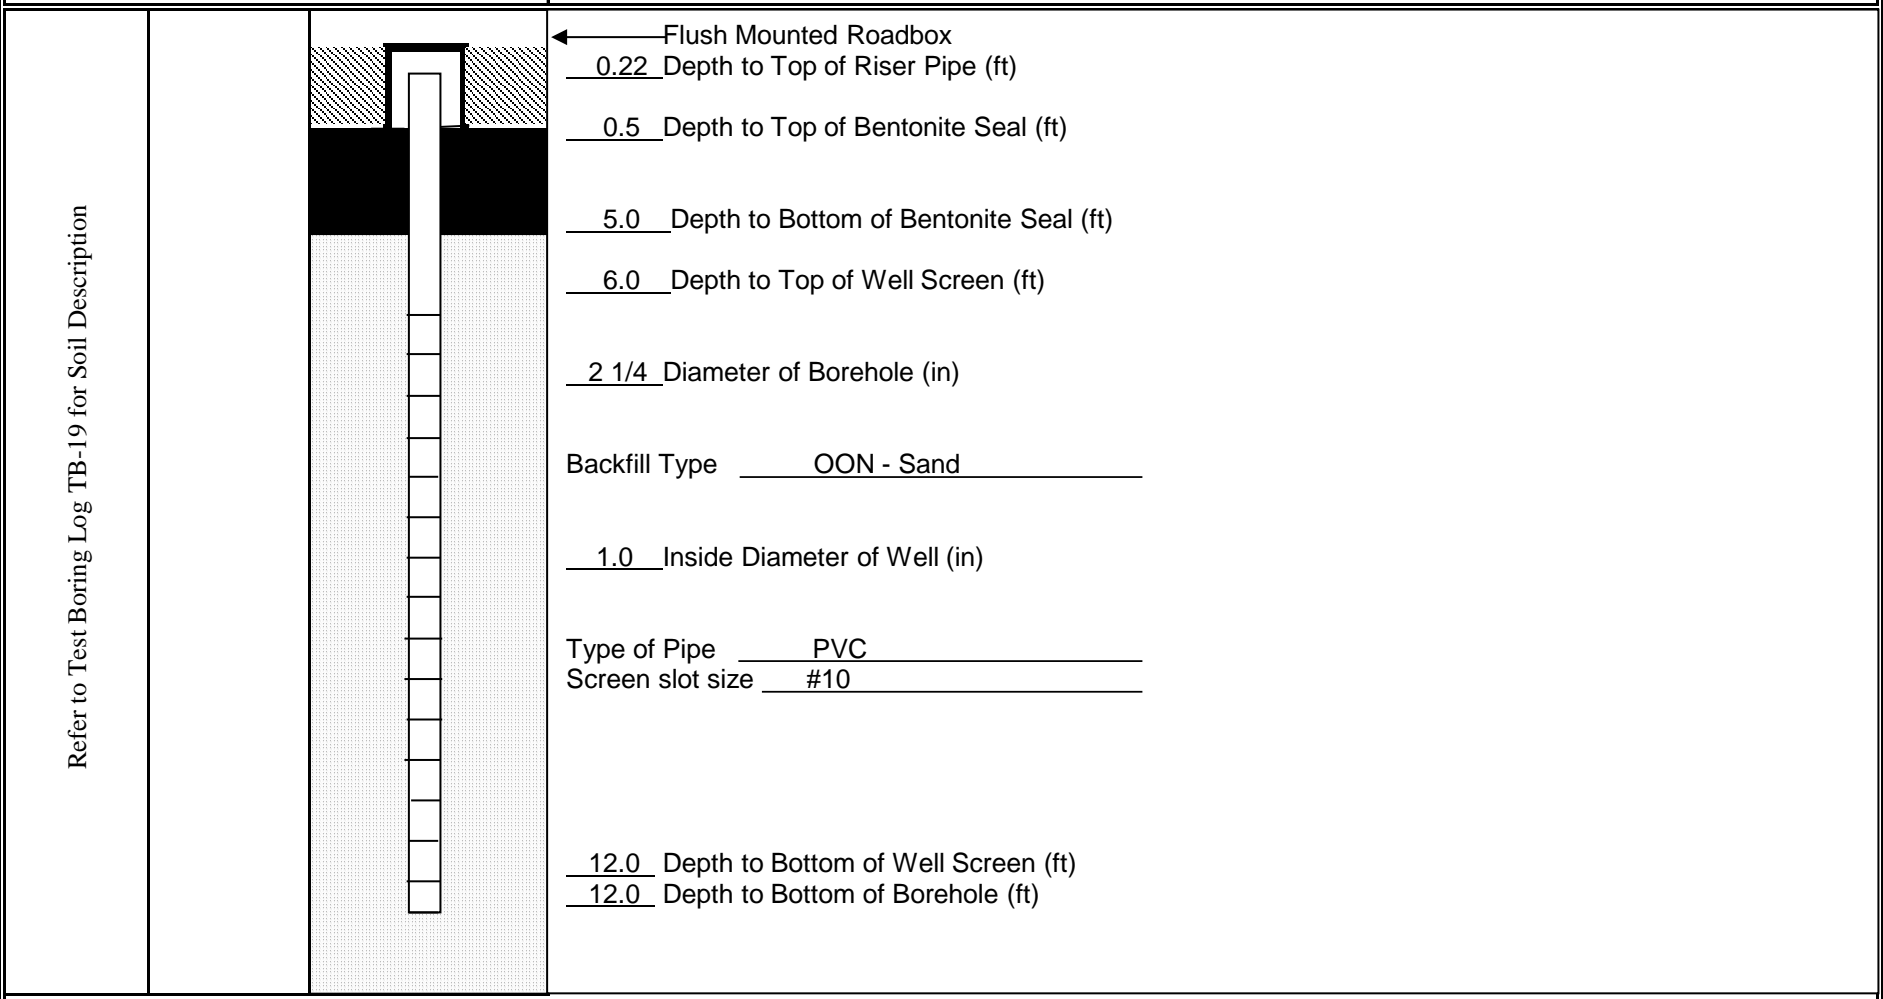 Refer to Test Boring Log TB-19 for Soil Description
Flush Mounted Roadbox
0.22 Depth to Top of Riser Pipe (ft)
0.5 Depth to Top of Bentonite Seal (ft)
5.0 Depth to Bottom of Bentonite Seal (ft)
6.0 Depth to Top of Well Screen (ft)
2 1/4 Diameter of Borehole (in)
Backfill Type OON - Sand
1.0 Inside Diameter of Well (in)
Type of Pipe PVC
Screen slot size #10
12.0 Depth to Bottom of Well Screen (ft)
12.0 Depth to Bottom of Borehole (ft)